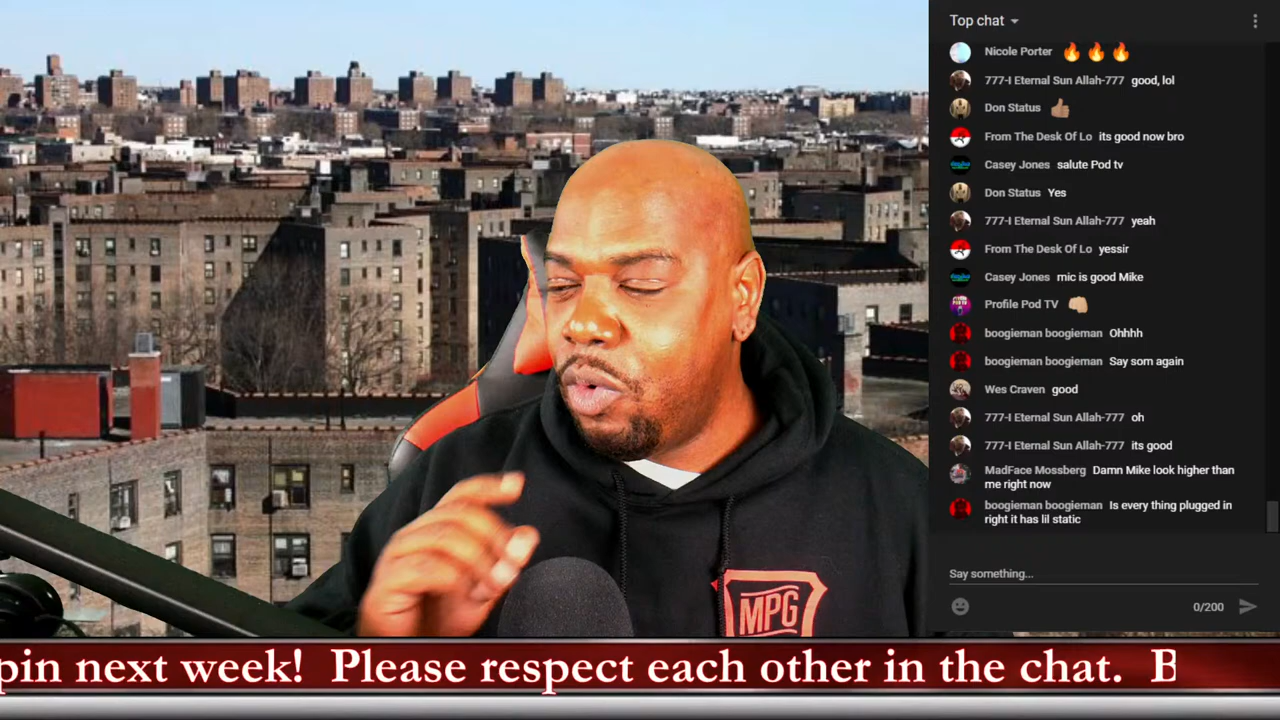 Top chat
Nicole Porter 🔥🔥🔥
777-I Eternal Sun Allah-777 good, lol
Don Status 👍🏽
From The Desk Of Lo its good now bro
Casey Jones salute Pod tv
Don Status Yes
777-I Eternal Sun Allah-777 yeah
From The Desk Of Lo yessir
Casey Jones mic is good Mike
Profile Pod TV 👊🏼
boogieman boogieman Ohhhh
boogieman boogieman Say som again
Wes Craven good
777-I Eternal Sun Allah-777 oh
777-I Eternal Sun Allah-777 its good
MadFace Mossberg Damn Mike look higher than
me right now
boogieman boogieman Is every thing plugged in
right it has lil static
Say something...
0/200
MPG
pin next week! Please respect each other in the chat. B